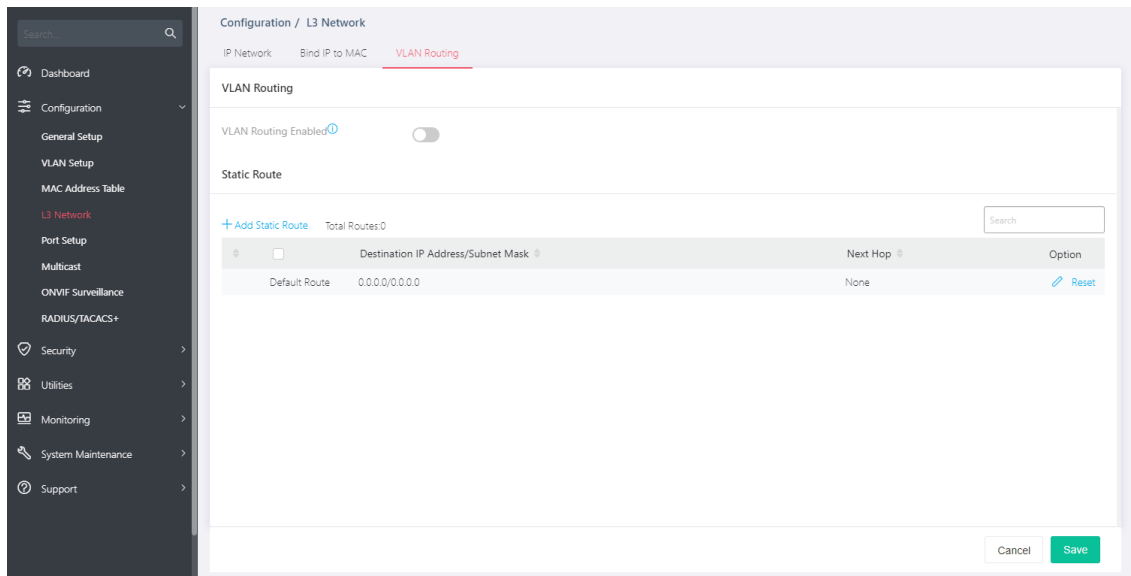 Search...
Dashboard
Configuration
General Setup
VLAN Setup
MAC Address Table
L3 Network
Port Setup
Multicast
ONVIF Surveillance
RADIUS/TACACS+
Security
Utilities
Monitoring
System Maintenance
Support
Configuration / L3 Network
IP Network Bind IP to MAC VLAN Routing
VLAN Routing
VLAN Routing Enabled
Static Route
+ Add Static Route Total Routes:0 Search
Destination IP Address/Subnet Mask Next Hop Option
Default Route 0.0.0.0/0.0.0.0 None Reset
Cancel Save